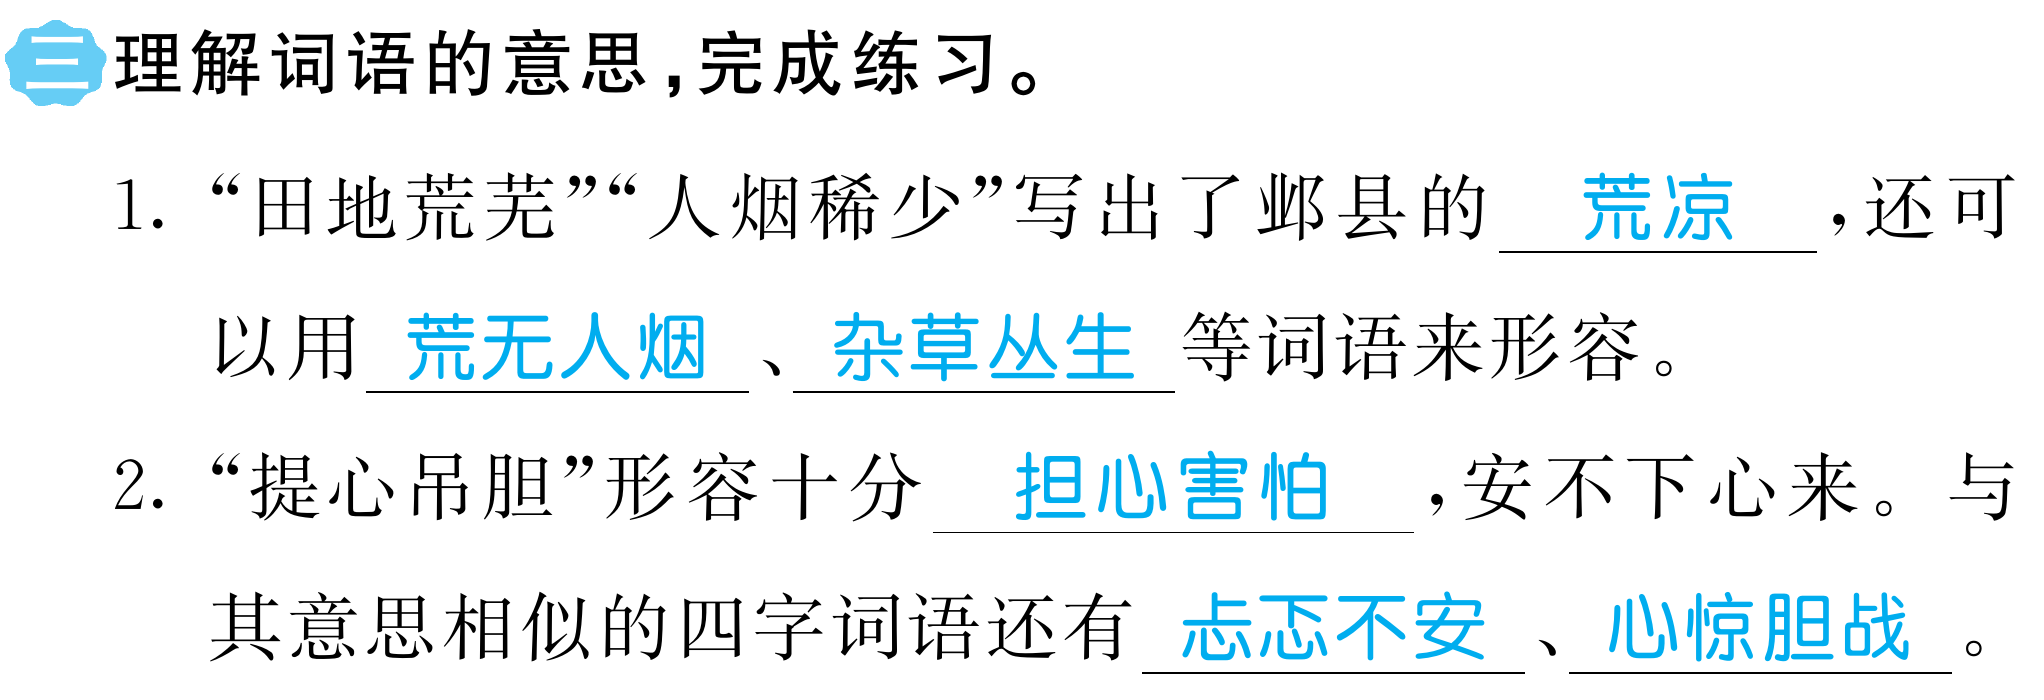 三理解词语的意思,完成练习。
1. “田地荒芜”“人烟稀少”写出了邺县的 荒凉 ,还可
以用 荒无人烟 、 杂草丛生 等词语来形容。
2. “提心吊胆”形容十分 担心害怕 ,安不下心来。与
其意思相似的四字词语还有 忐忑不安 、 心惊胆战 。